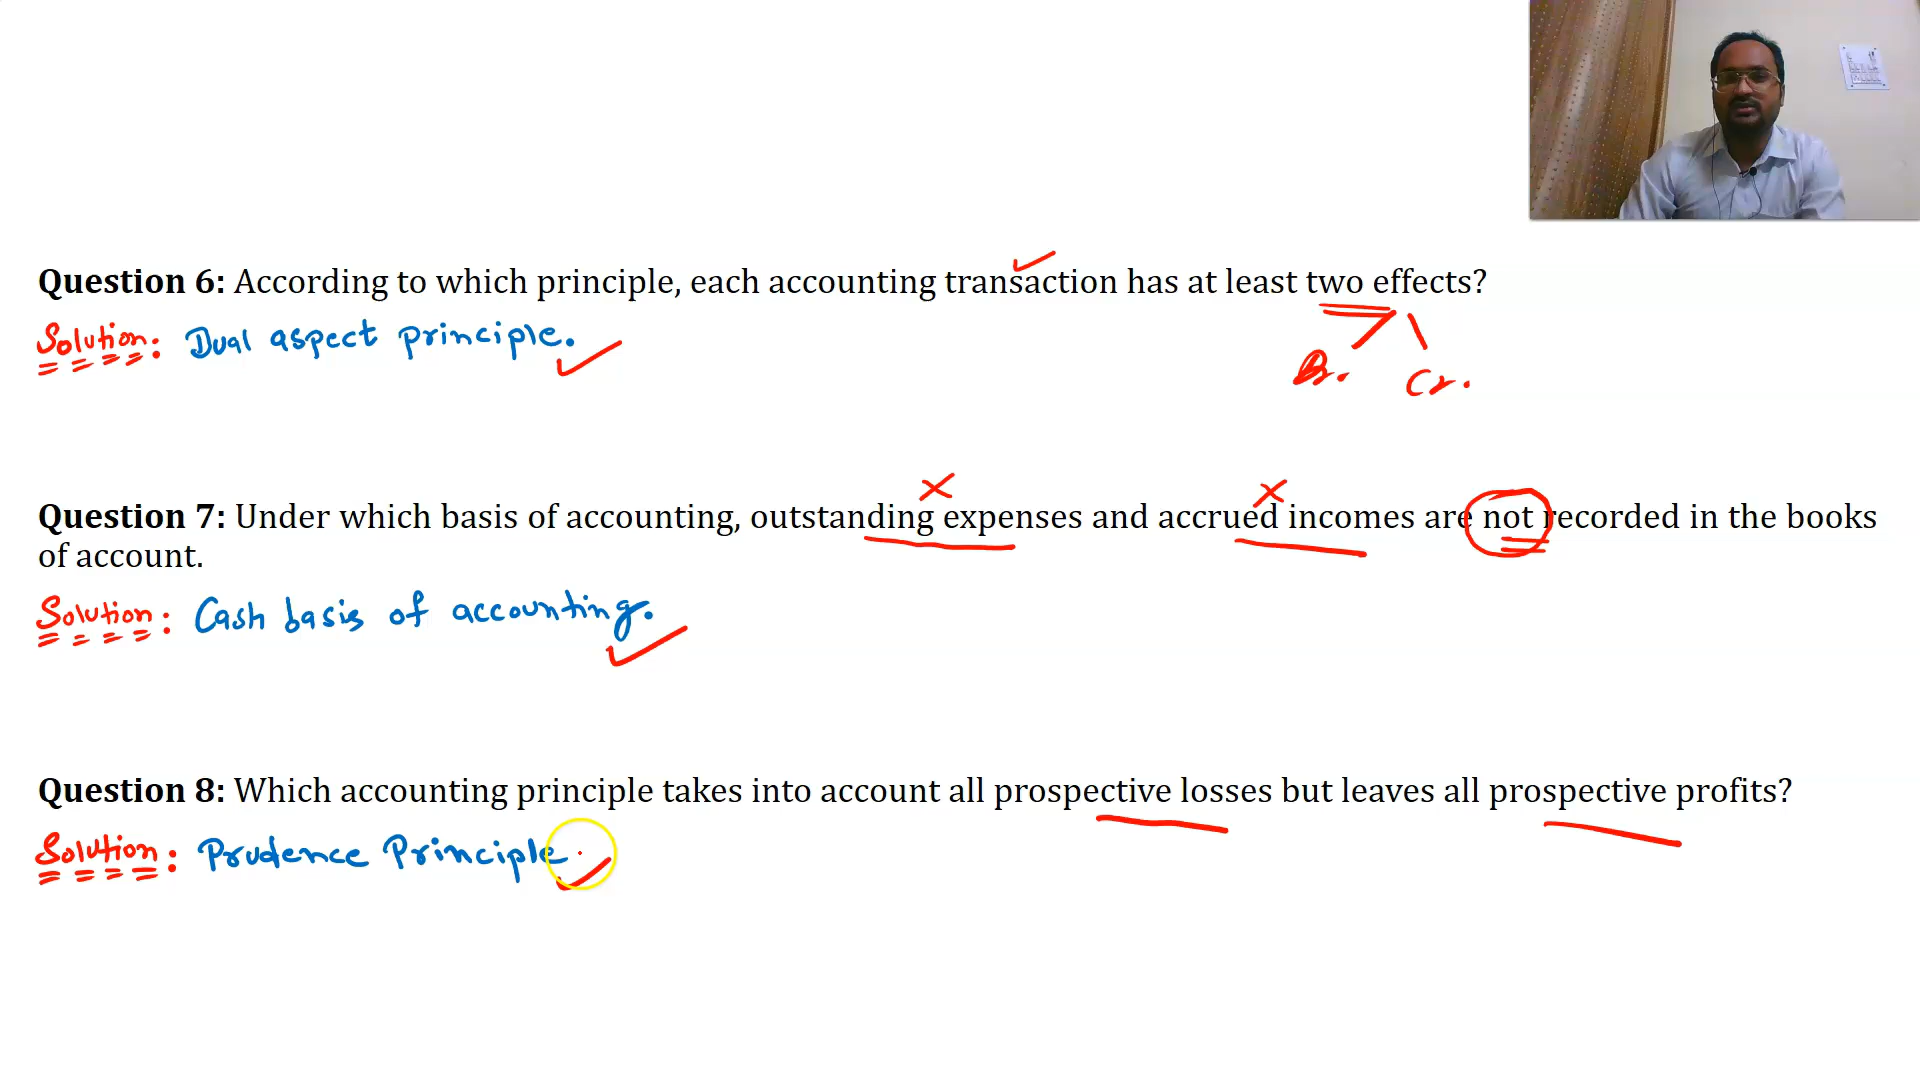 Question 6: According to which principle, each accounting transaction has at least two effects?
Solution: Dual aspect principle.
Dr. Cr.
Question 7: Under which basis of accounting, outstanding expenses and accrued incomes are not recorded in the books
of account.
Solution: Cash basis of accounting.
Question 8: Which accounting principle takes into account all prospective losses but leaves all prospective profits?
Solution: Prudence Principle